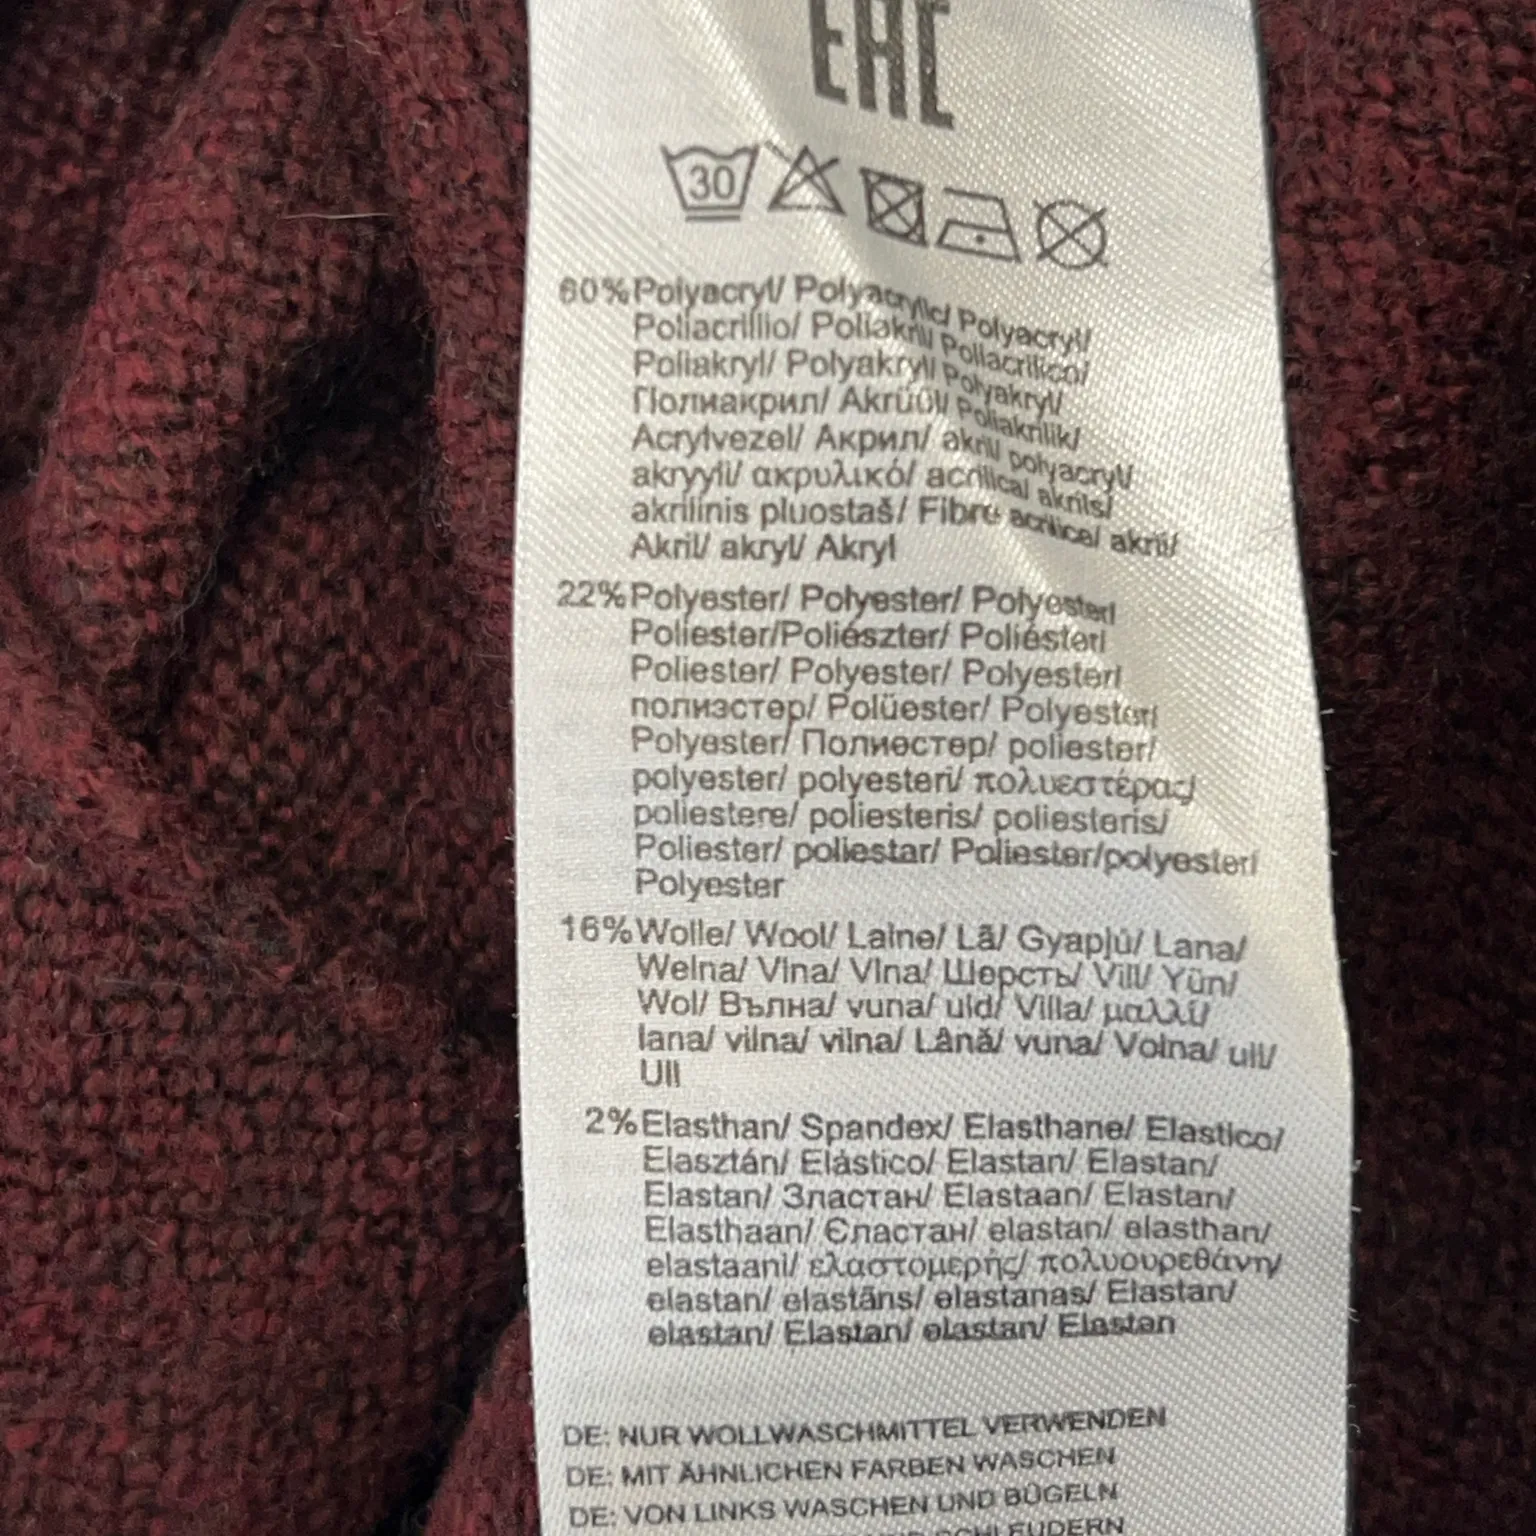 EAC
30
60% Polyacryl/ Polyacrylic/ Polyacryl/
Poliacrillio/ Poliakril/ Poliacrilico/
Poliakryl/ Polyakryl/ Polyakryl/
Полиакрил/ Akrüül/ Poliakrilik/
Acrylvezel/ Акрил/ akril/ polyacryl/
akryyli/ ακρυλικό/ acrilica/ akrils/
akrilinis pluostaš/ Fibre acrilice/ akril/
Akril/ akryl/ Akryl
22% Polyester/ Polyester/ Polyester/
Poliester/Poliészter/ Poliéster/
Poliester/ Polyester/ Polyester/
полиэстер/ Polüester/ Polyester/
Polyester/ Полиестер/ poliester/
polyester/ polyesteri/ πολυεστέρας/
poliestere/ poliesteris/ poliesteris/
Poliester/ poliestar/ Poliester/polyester/
Polyester
16% Wolle/ Wool/ Laine/ Lã/ Gyapjú/ Lana/
Welna/ Vlna/ Vlna/ Шерсть/ Vill/ Yün/
Wol/ Вълна/ vuna/ uld/ Villa/ μαλλί/
lana/ vilna/ vilna/ Lână/ vuna/ Volna/ ull/
Ull
2% Elasthan/ Spandex/ Elasthane/ Elastico/
Elasztán/ Elástico/ Elastan/ Elastan/
Elastan/ Эластан/ Elastaan/ Elastan/
Elasthaan/ Єластан/ elastan/ elasthan/
elastaani/ ελαστομερής/ πολυουρεθάνη/
elastan/ elastāns/ elastanas/ Elastan/
elastan/ Elastan/ elastan/ Elastan
DE: NUR WOLLWASCHMITTEL VERWENDEN
DE: MIT ÄHNLICHEN FARBEN WASCHEN
DE: VON LINKS WASCHEN UND BÜGELN
UND SCHLEUDERN